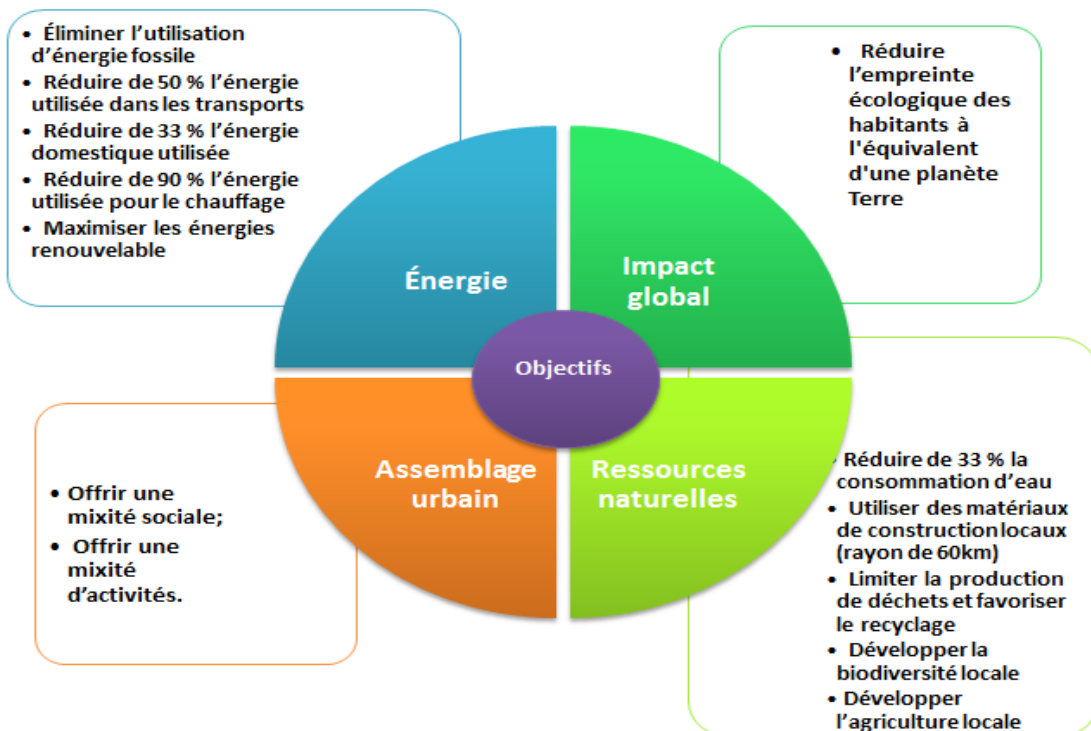 • Éliminer l’utilisation
d’énergie fossile
• Réduire de 50 % l’énergie
utilisée dans les transports
• Réduire de 33 % l’énergie
domestique utilisée
• Réduire de 90 % l’énergie
utilisée pour le chauffage
• Maximiser les énergies
renouvelable
• Réduire
l’empreinte
écologique des
habitants à
l'équivalent
d'une planète
Terre
Énergie
Impact
global
Objectifs
Assemblage
urbain
Ressources
naturelles
• Offrir une
mixité sociale;
• Offrir une
mixité
d’activités.
• Réduire de 33 % la
consommation d’eau
• Utiliser des matériaux
de construction locaux
(rayon de 60km)
• Limiter la production
de déchets et favoriser
le recyclage
• Développer la
biodiversité locale
• Développer
l’agriculture locale